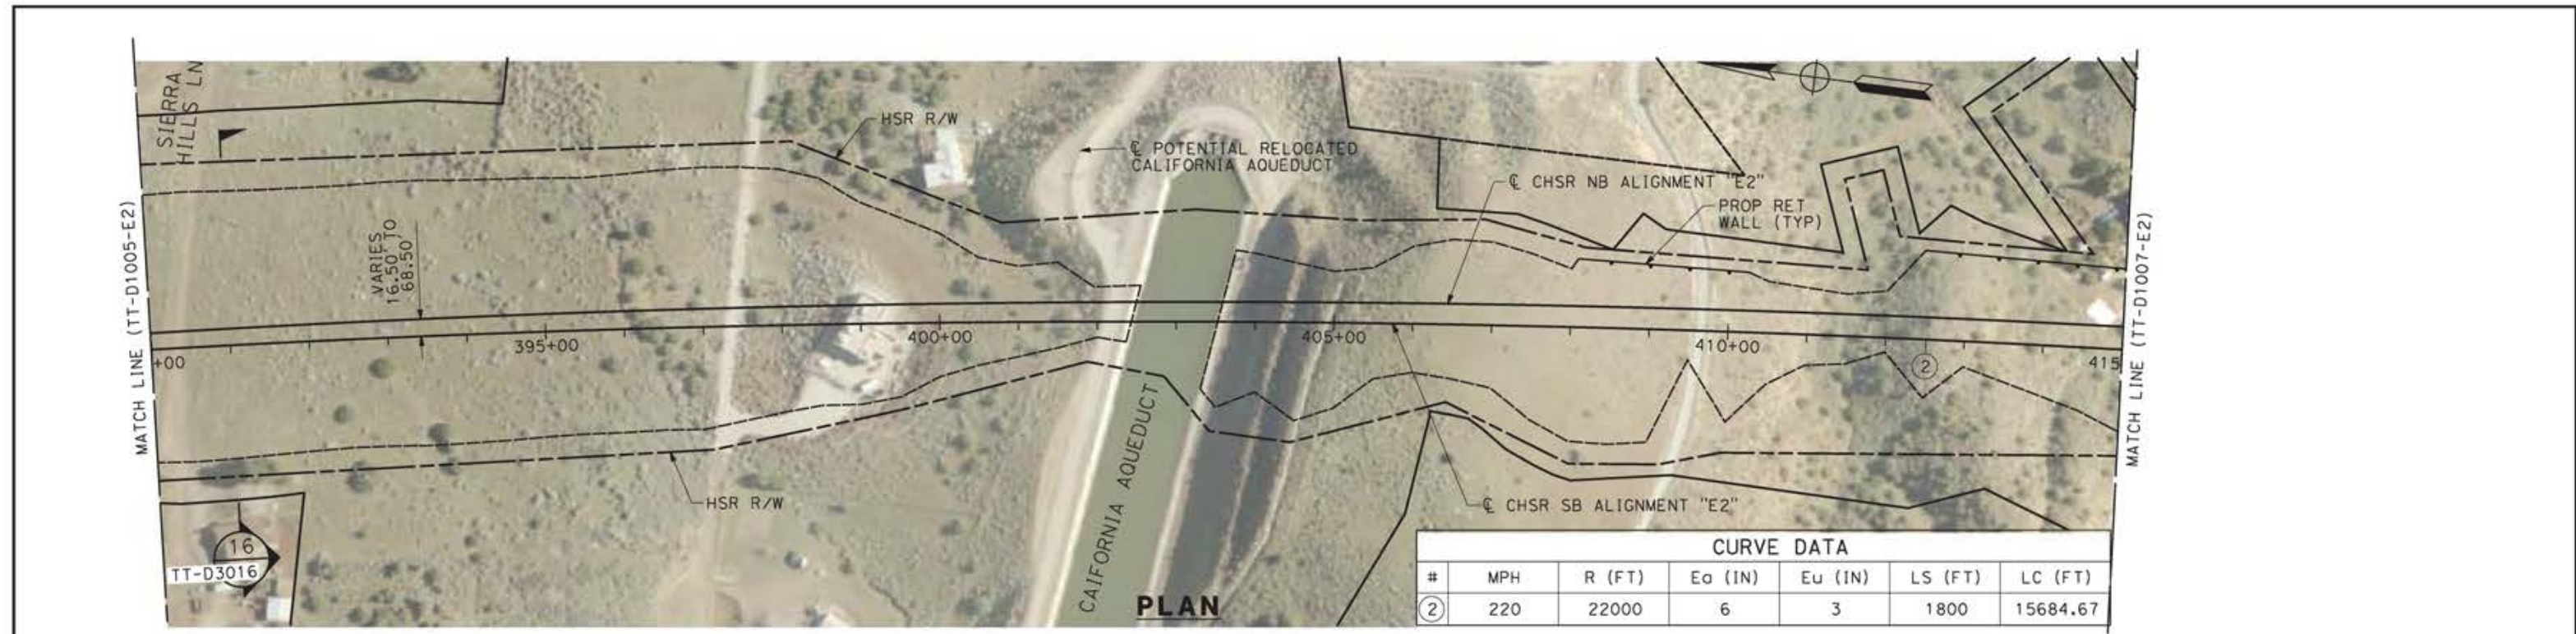 SIERRA
HILLS LN
HSR R/W
℄ POTENTIAL RELOCATED
CALIFORNIA AQUEDUCT
℄ CHSR NB ALIGNMENT "E2"
PROP RET
WALL (TYP)
MATCH LINE (TT-D1005-E2)
VARIES
16.50' TO
68.50'
+00
395+00
400+00
405+00
410+00
415
②
MATCH LINE (TT-D1007-E2)
HSR R/W
CAIFORNIA AQUEDUCT
℄ CHSR SB ALIGNMENT "E2"
16
TT-D3016
PLAN
CURVE DATA
# MPH R (FT) Ea (IN) Eu (IN) LS (FT) LC (FT)
② 220 22000 6 3 1800 15684.67